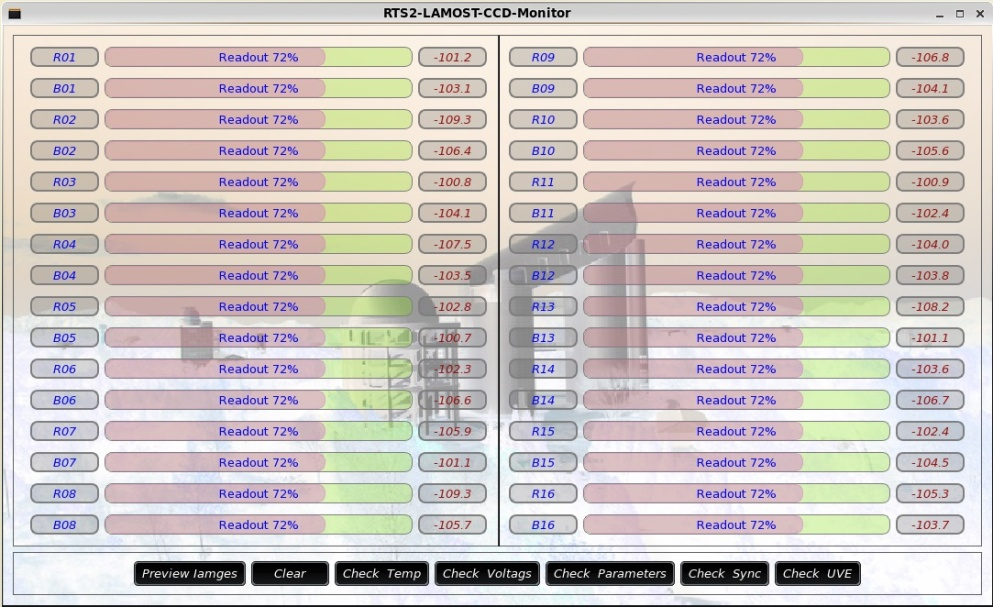 RTS2-LAMOST-CCD-Monitor
R01 Readout 72% -101.2
B01 Readout 72% -103.1
R02 Readout 72% -109.3
B02 Readout 72% -106.4
R03 Readout 72% -100.8
B03 Readout 72% -104.1
R04 Readout 72% -107.5
B04 Readout 72% -103.5
R05 Readout 72% -102.8
B05 Readout 72% -100.7
R06 Readout 72% -102.3
B06 Readout 72% -106.6
R07 Readout 72% -105.9
B07 Readout 72% -101.1
R08 Readout 72% -109.3
B08 Readout 72% -105.7
R09 Readout 72% -106.8
B09 Readout 72% -104.1
R10 Readout 72% -103.6
B10 Readout 72% -105.6
R11 Readout 72% -100.9
B11 Readout 72% -102.4
R12 Readout 72% -104.0
B12 Readout 72% -103.8
R13 Readout 72% -108.2
B13 Readout 72% -101.1
R14 Readout 72% -103.6
B14 Readout 72% -106.7
R15 Readout 72% -102.4
B15 Readout 72% -104.5
R16 Readout 72% -105.3
B16 Readout 72% -103.7
Preview Iamges Clear Check Temp Check Voltags Check Parameters Check Sync Check UVE